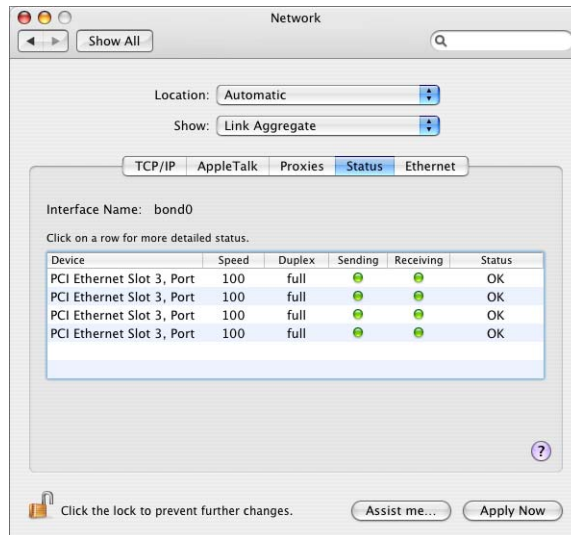 Network
Show All
Location: Automatic
Show: Link Aggregate
TCP/IP AppleTalk Proxies Status Ethernet
Interface Name: bond0
Click on a row for more detailed status.
Device Speed Duplex Sending Receiving Status
PCI Ethernet Slot 3, Port 100 full OK
PCI Ethernet Slot 3, Port 100 full OK
PCI Ethernet Slot 3, Port 100 full OK
PCI Ethernet Slot 3, Port 100 full OK
?
Click the lock to prevent further changes. Assist me... Apply Now